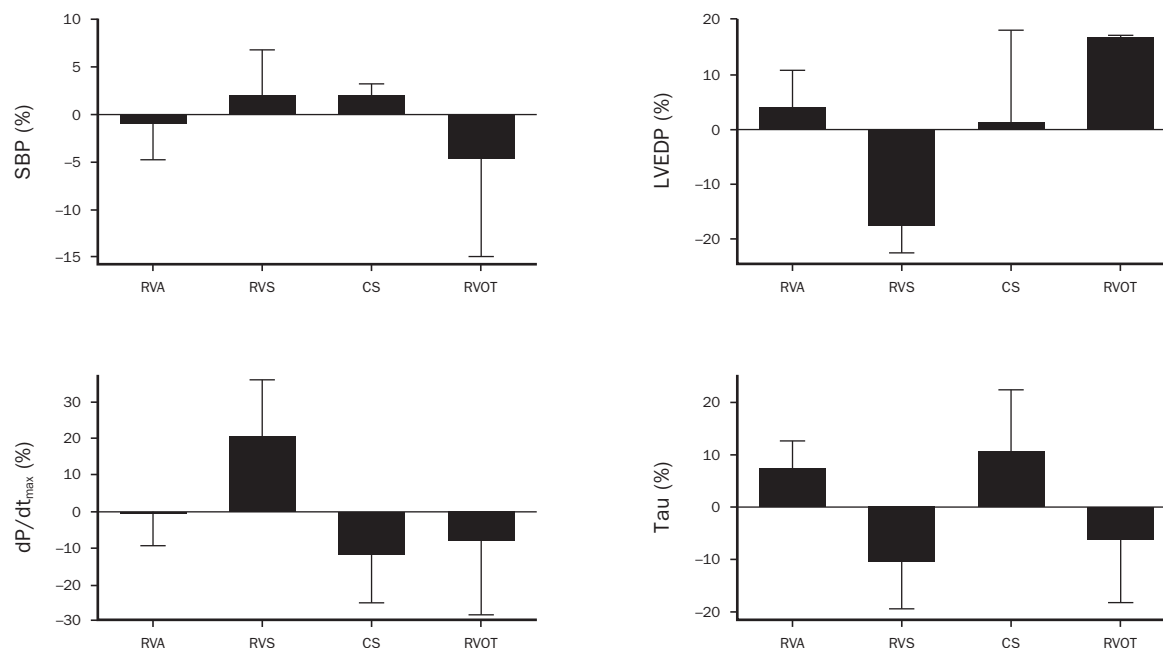 SBP (%)
10
5
0
–5
–10
–15
RVA RVS CS RVOT
LVEDP (%)
20
10
0
–10
–20
RVA RVS CS RVOT
dP/dtmax (%)
30
20
10
0
–10
–20
–30
RVA RVS CS RVOT
Tau (%)
20
10
0
–10
–20
RVA RVS CS RVOT